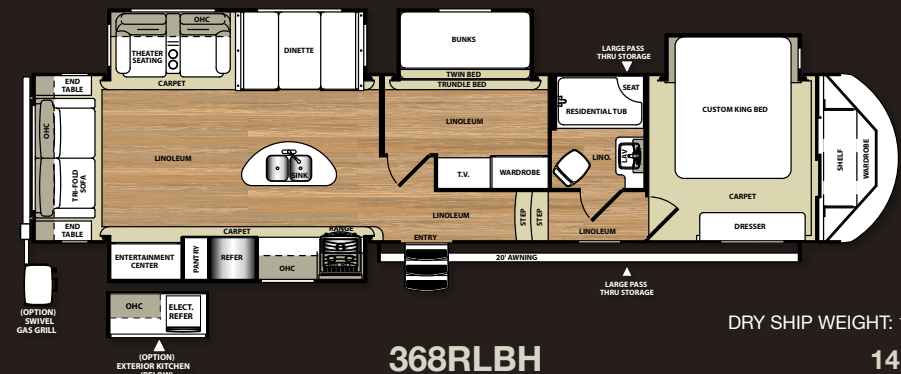 OHC
THEATER
SEATING
DINETTE
BUNKS
LARGE PASS
THRU STORAGE
END
TABLE
CARPET
TWIN BED
TRUNDLE BED
SEAT
RESIDENTIAL TUB
CUSTOM KING BED
OHC
LINOLEUM
LINOLEUM
LINO.
LAV
SHELF
WARDROBE
TRI-FOLD
SOFA
SINK
T.V.
WARDROBE
CARPET
END
TABLE
CARPET
RANGE
LINOLEUM
ENTRY
STEP
STEP
LINOLEUM
DRESSER
ENTERTAINMENT
CENTER
PANTRY
REFER
OHC
20' AWNING
LARGE PASS
THRU STORAGE
(OPTION)
SWIVEL
GAS GRILL
OHC
ELECT.
REFER
(OPTION)
EXTERIOR KITCHEN
(BELOW)
DRY SHIP WEIGHT:
368RLBH
14